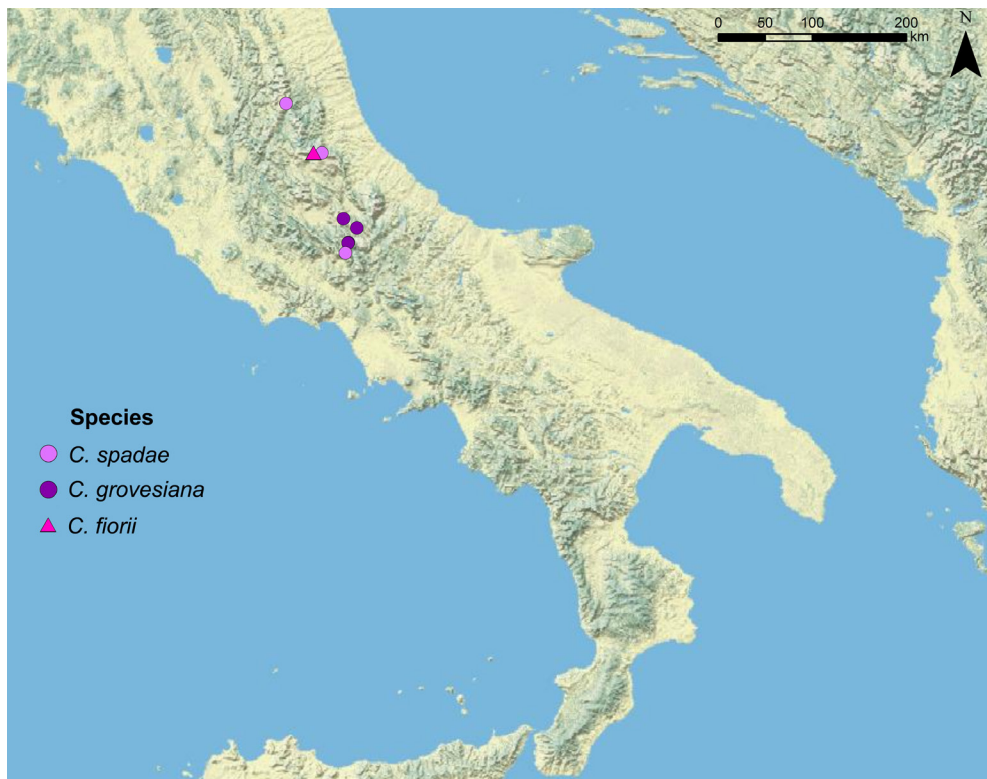 0 50 100 200
km
N
Species
C. spadae
C. grovesiana
C. fiorii